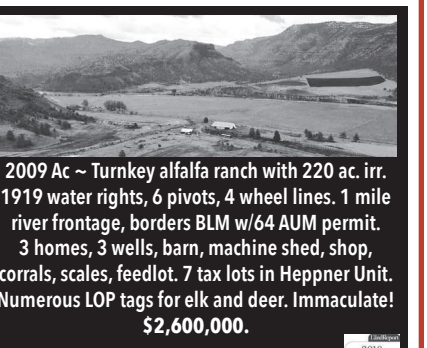 2009 Ac ~ Turnkey alfalfa ranch with 220 ac. irr.
1919 water rights, 6 pivots, 4 wheel lines. 1 mile
river frontage, borders BLM w/64 AUM permit.
3 homes, 3 wells, barn, machine shed, shop,
corrals, scales, feedlot. 7 tax lots in Heppner Unit.
Numerous LOP tags for elk and deer. Immaculate!
$2,600,000.